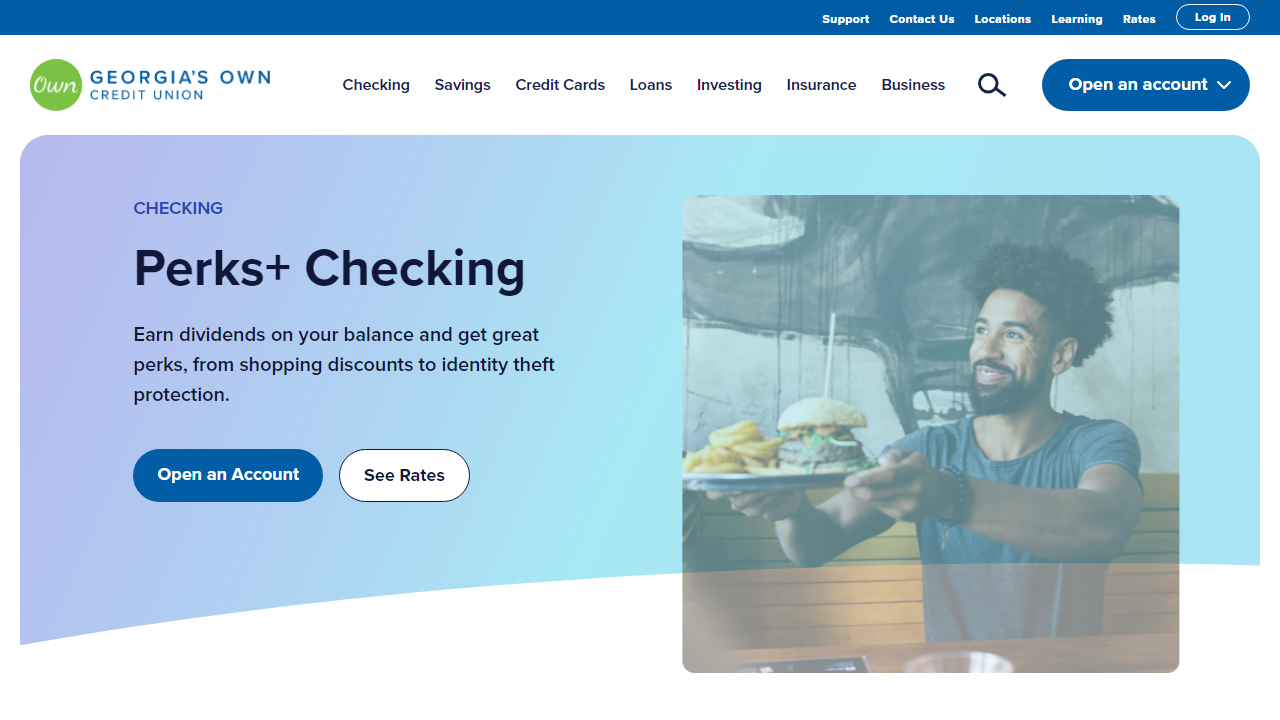 Support Contact Us Locations Learning Rates Log In
Own GEORGIA'S OWN
CREDIT UNION
Checking Savings Credit Cards Loans Investing Insurance Business Open an account
CHECKING
Perks+ Checking
Earn dividends on your balance and get great
perks, from shopping discounts to identity theft
protection.
Open an Account See Rates